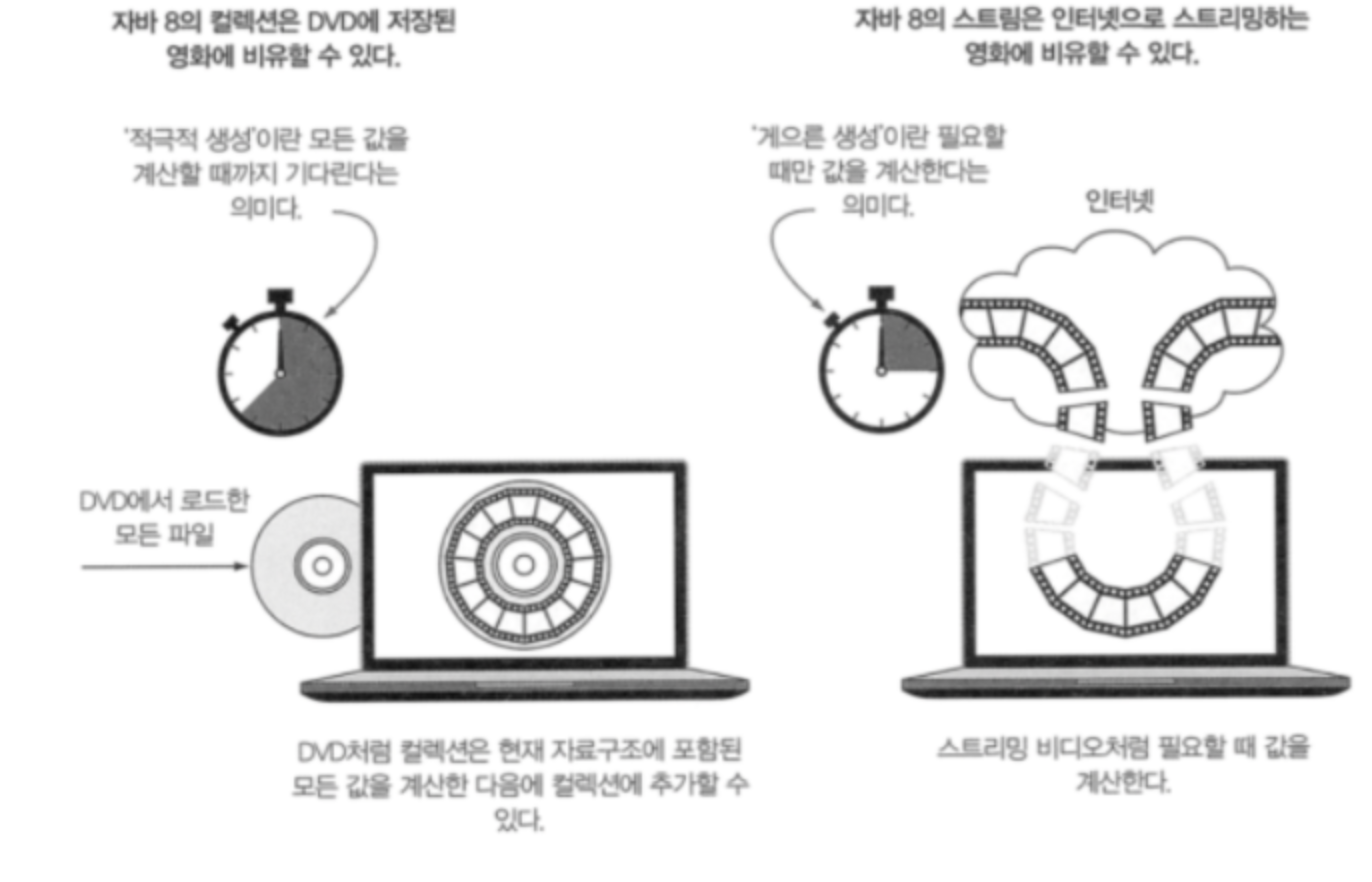 자바 8의 컬렉션은 DVD에 저장된
영화에 비유할 수 있다.
'적극적 생성'이란 모든 값을
계산할 때까지 기다린다는
의미다.
DVD에서 로드한
모든 파일
DVD처럼 컬렉션은 현재 자료구조에 포함된
모든 값을 계산한 다음에 컬렉션에 추가할 수
있다.
자바 8의 스트림은 인터넷으로 스트리밍하는
영화에 비유할 수 있다.
'게으른 생성'이란 필요할
때만 값을 계산한다는
의미다.
인터넷
스트리밍 비디오처럼 필요할 때 값을
계산한다.